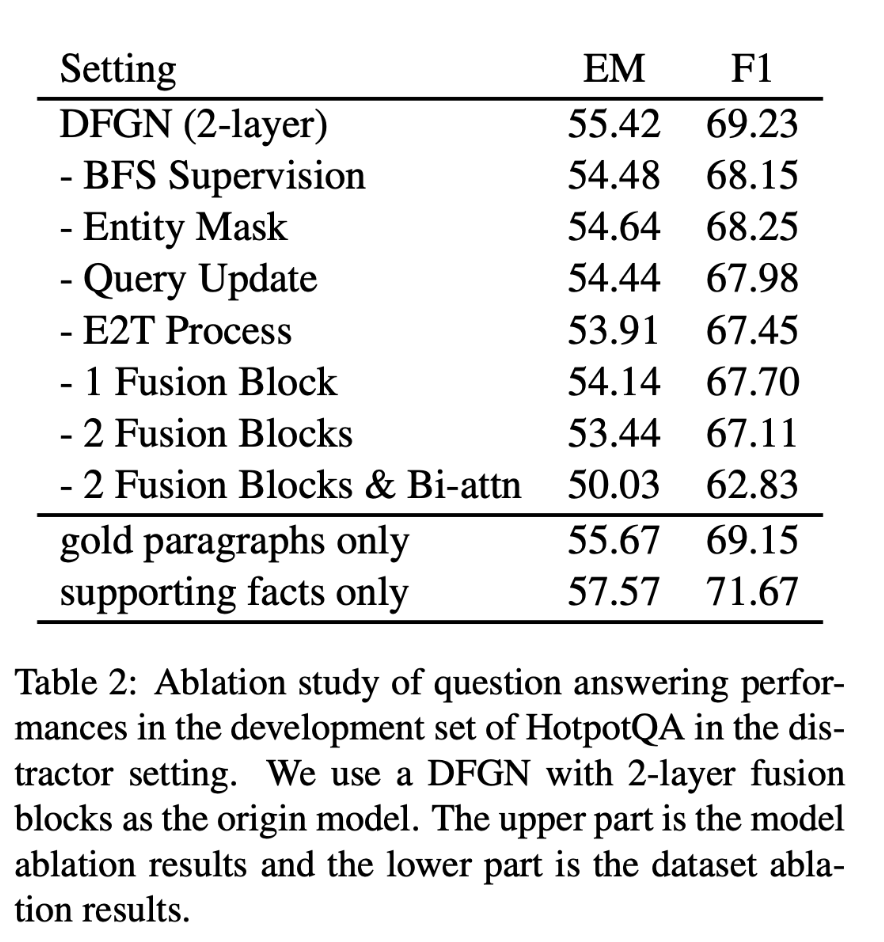 Setting EM F1
DFGN (2-layer) 55.42 69.23
- BFS Supervision 54.48 68.15
- Entity Mask 54.64 68.25
- Query Update 54.44 67.98
- E2T Process 53.91 67.45
- 1 Fusion Block 54.14 67.70
- 2 Fusion Blocks 53.44 67.11
- 2 Fusion Blocks & Bi-attn 50.03 62.83
gold paragraphs only 55.67 69.15
supporting facts only 57.57 71.67
Table 2: Ablation study of question answering perfor-
mances in the development set of HotpotQA in the dis-
tractor setting. We use a DFGN with 2-layer fusion
blocks as the origin model. The upper part is the model
ablation results and the lower part is the dataset abla-
tion results.